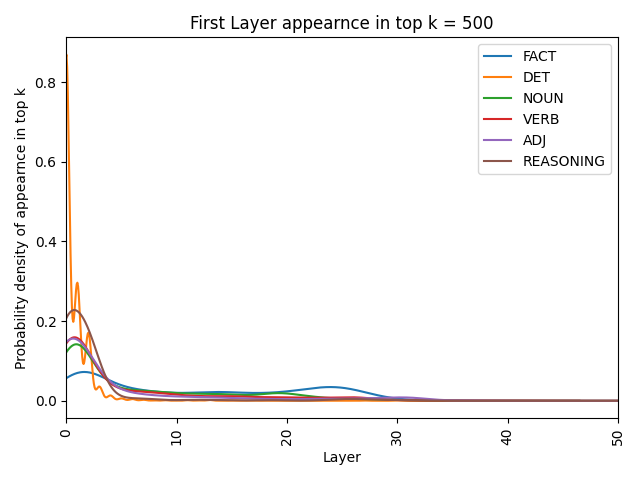 First Layer appearnce in top k = 500
Probability density of appearnce in top k
0.8
0.6
0.4
0.2
0.0
FACT
DET
NOUN
VERB
ADJ
REASONING
0
10
20
30
40
50
Layer